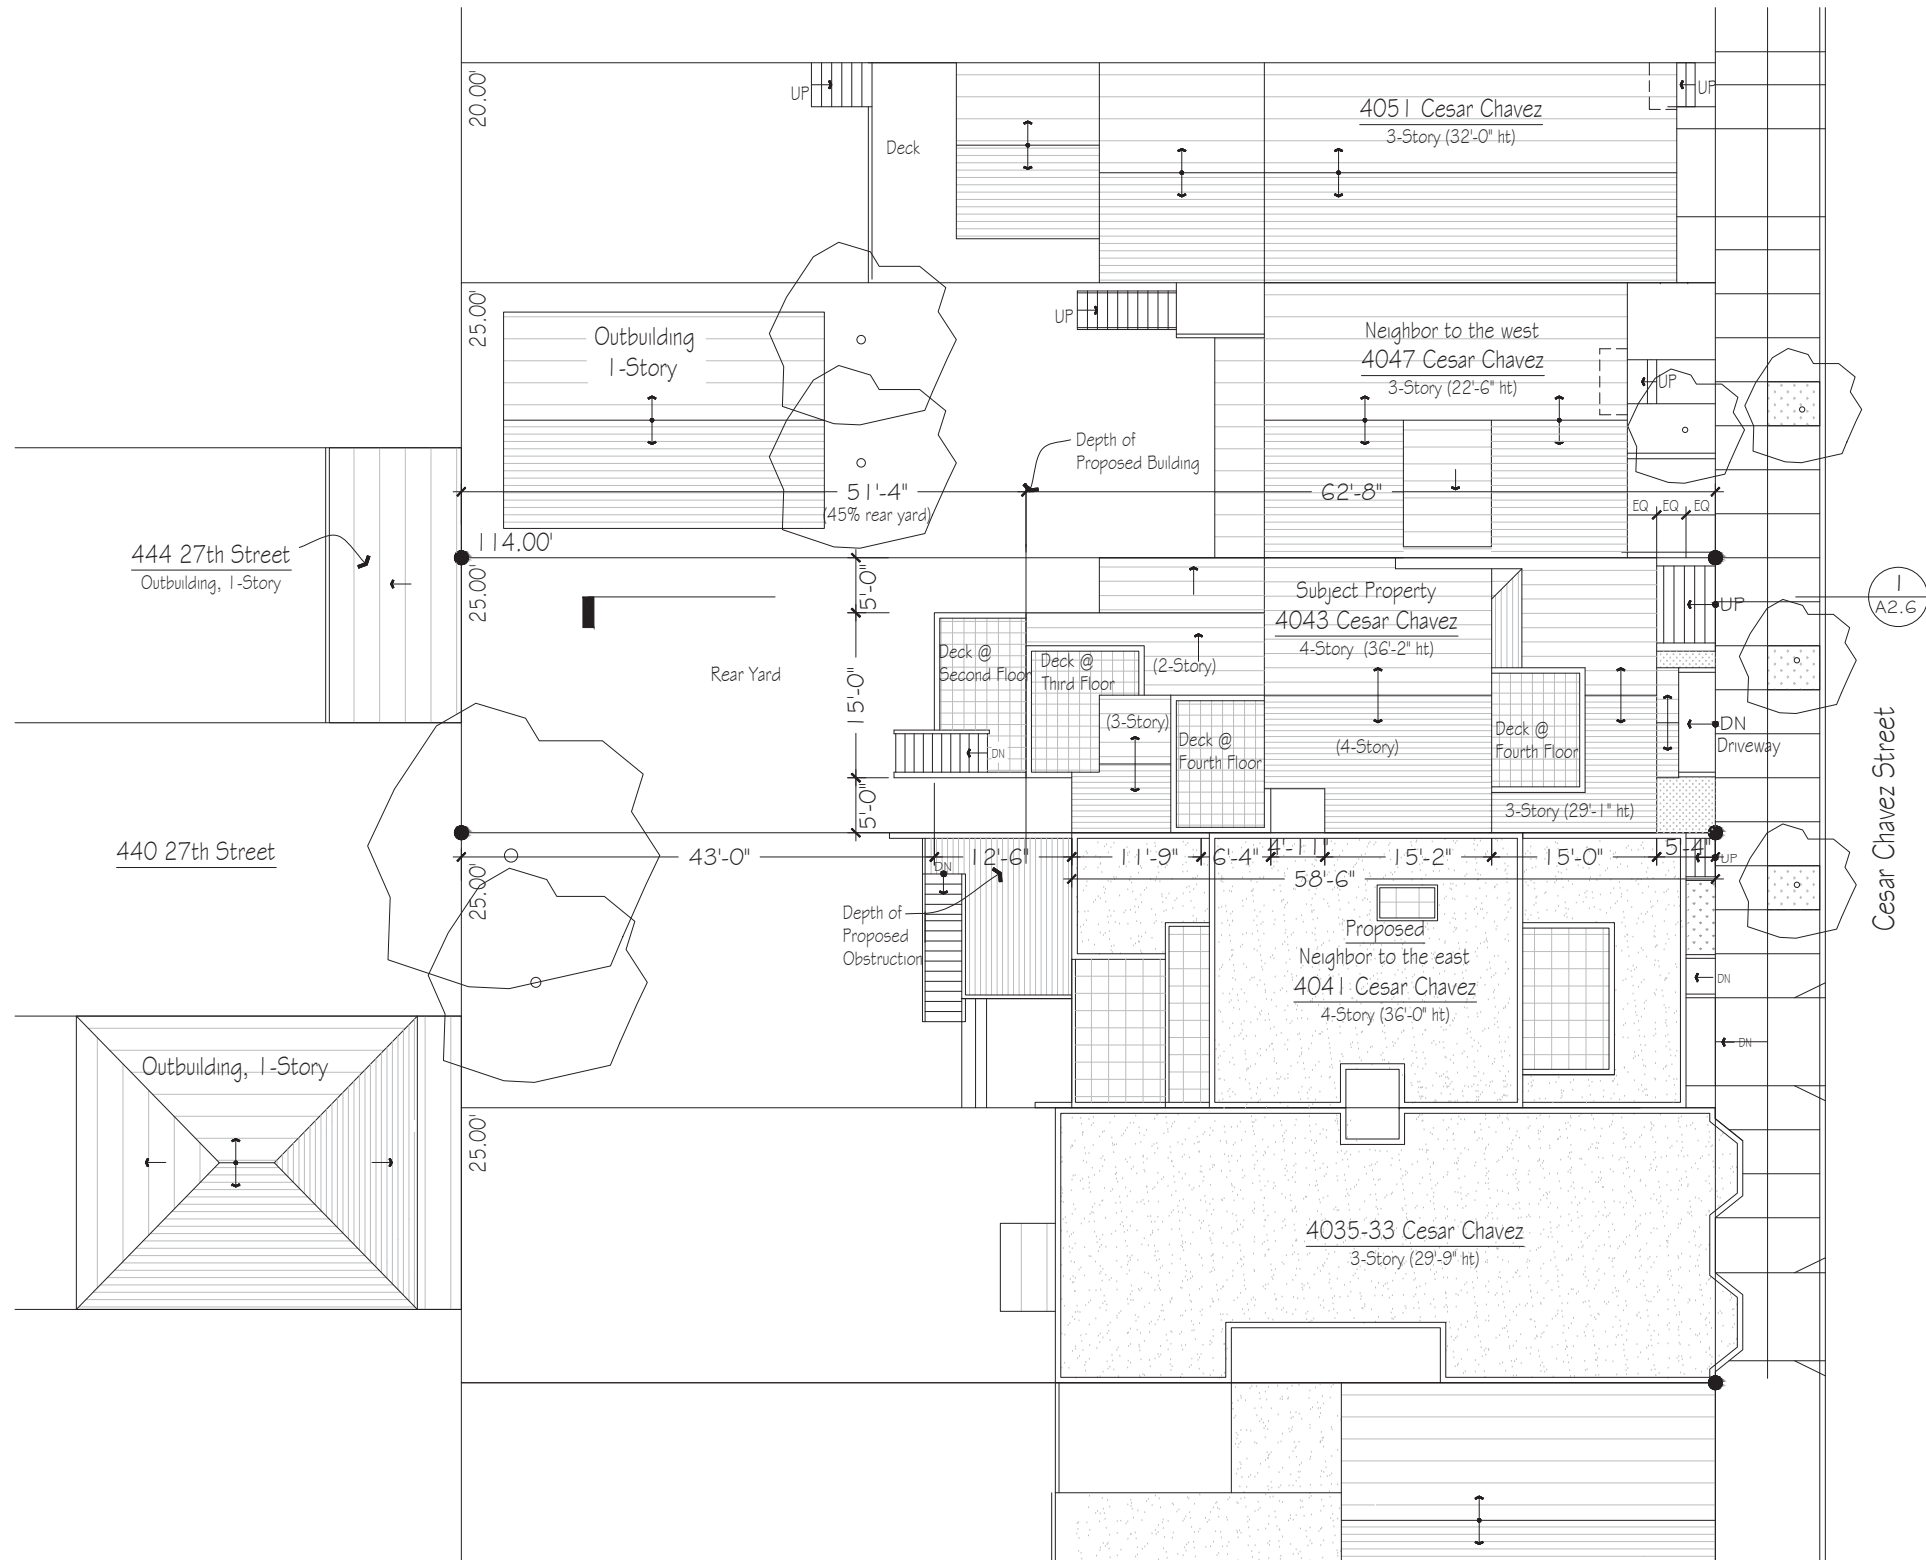 20.00'
UP
Deck
4051 Cesar Chavez
3-Story (32'-0" ht)
UP
25.00'
Outbuilding
1-Story
UP
Neighbor to the west
4047 Cesar Chavez
3-Story (22'-6" ht)
UP
Depth of
Proposed Building
51'-4"
(45% rear yard)
62'-8"
EQ
EQ
EQ
444 27th Street
Outbuilding, 1-Story
114.00'
25.00'
5'-0"
15'-0"
5'-0"
Rear Yard
Subject Property
4043 Cesar Chavez
4-Story (36'-2" ht)
UP
1
A2.6
Deck @
Second Floor
Deck @
Third Floor
(2-Story)
(3-Story)
Deck @
Fourth Floor
(4-Story)
Deck @
Fourth Floor
DN
DN
Driveway
3-Story (29'-1" ht)
Cesar Chavez Street
440 27th Street
25.00'
43'-0"
12'-6"
11'-9"
6'-4"
4'-11"
15'-2"
15'-0"
5'-4"
UP
58'-6"
DN
Depth of
Proposed
Obstruction
Proposed
Neighbor to the east
4041 Cesar Chavez
4-Story (36'-0" ht)
DN
DN
Outbuilding, 1-Story
25.00'
4035-33 Cesar Chavez
3-Story (29'-9" ht)